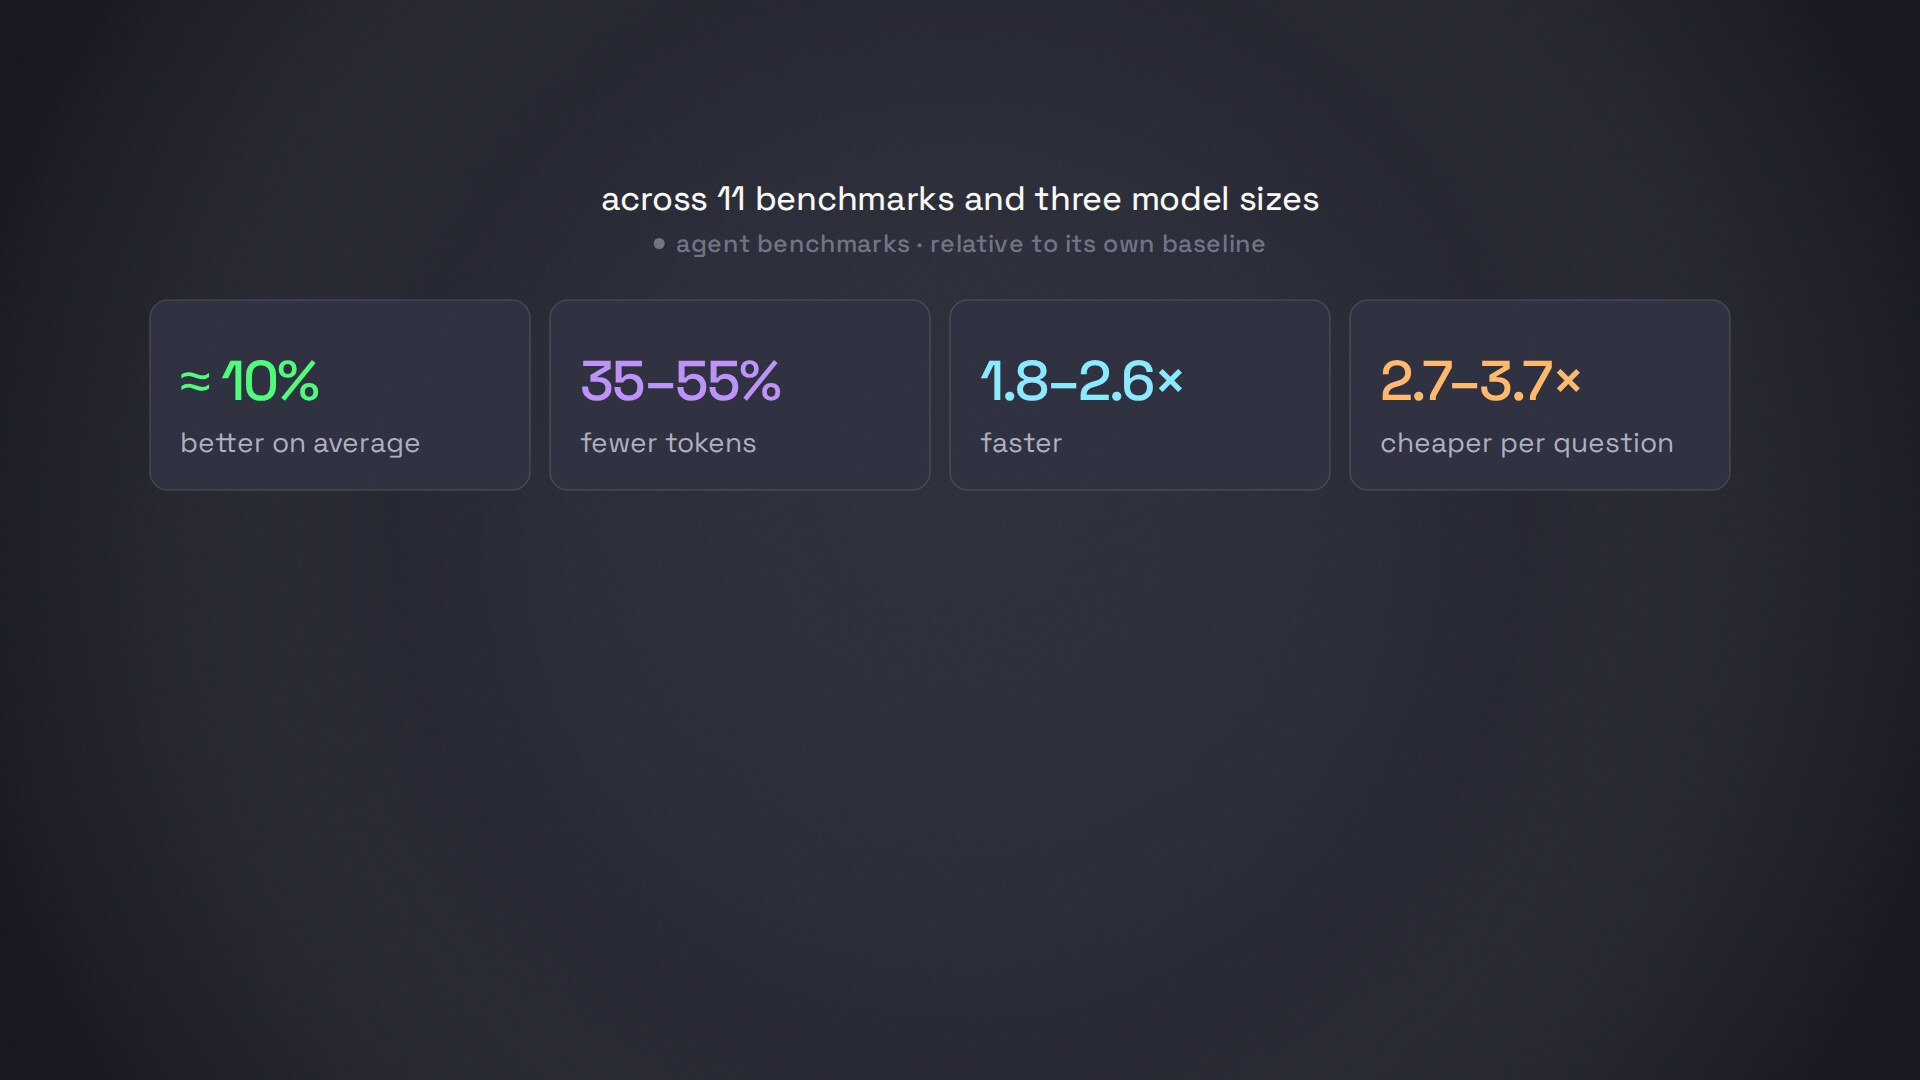 across 11 benchmarks and three model sizes
• agent benchmarks · relative to its own baseline
≈ 10%
better on average
35–55%
fewer tokens
1.8–2.6×
faster
2.7–3.7×
cheaper per question